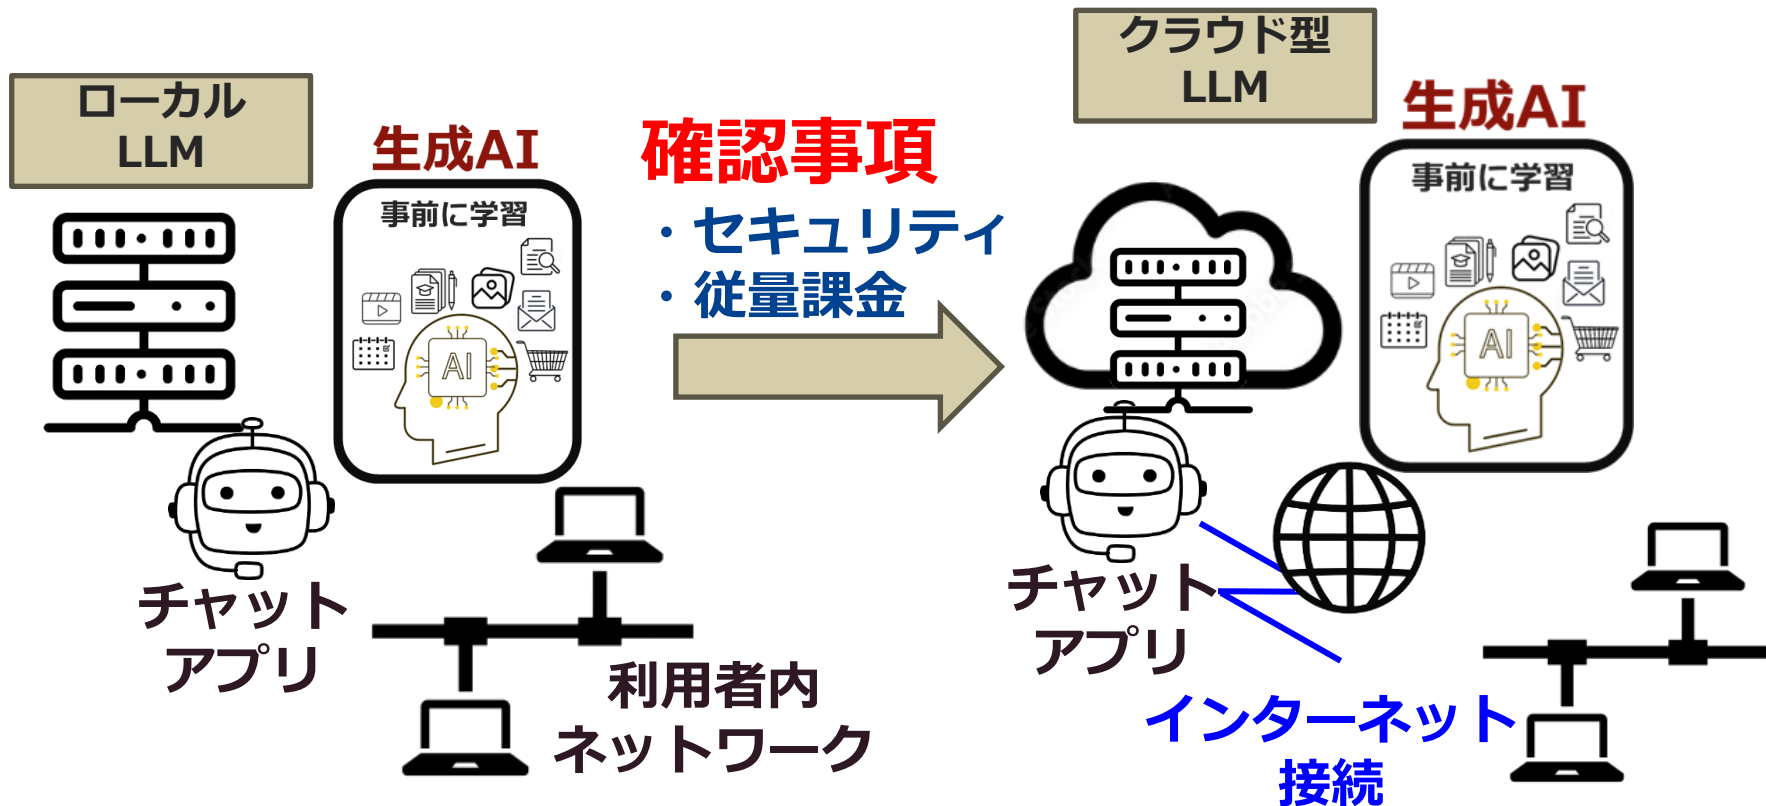 ローカル
LLM
生成AI
事前に学習
AI
チャット
アプリ
利用者内
ネットワーク
確認事項
・セキュリティ
・従量課金
クラウド型
LLM
生成AI
事前に学習
AI
チャット
アプリ
インターネット
接続